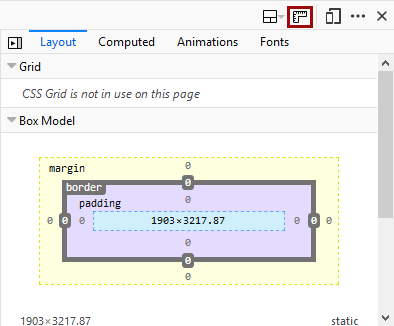 Layout Computed Animations Fonts
Grid
CSS Grid is not in use on this page
Box Model
margin 0
border 0
padding 0
0 0 0 1903×3217.87 0 0 0
0
0
0
1903×3217.87 static